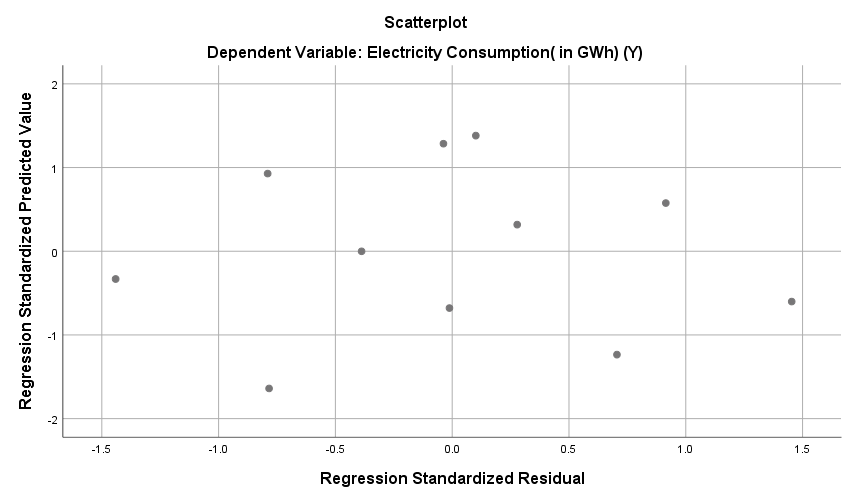 Scatterplot
Dependent Variable: Electricity Consumption( in GWh) (Y)
Regression Standardized Predicted Value
2
1
0
-1
-2
-1.5 -1.0 -0.5 0.0 0.5 1.0 1.5
Regression Standardized Residual